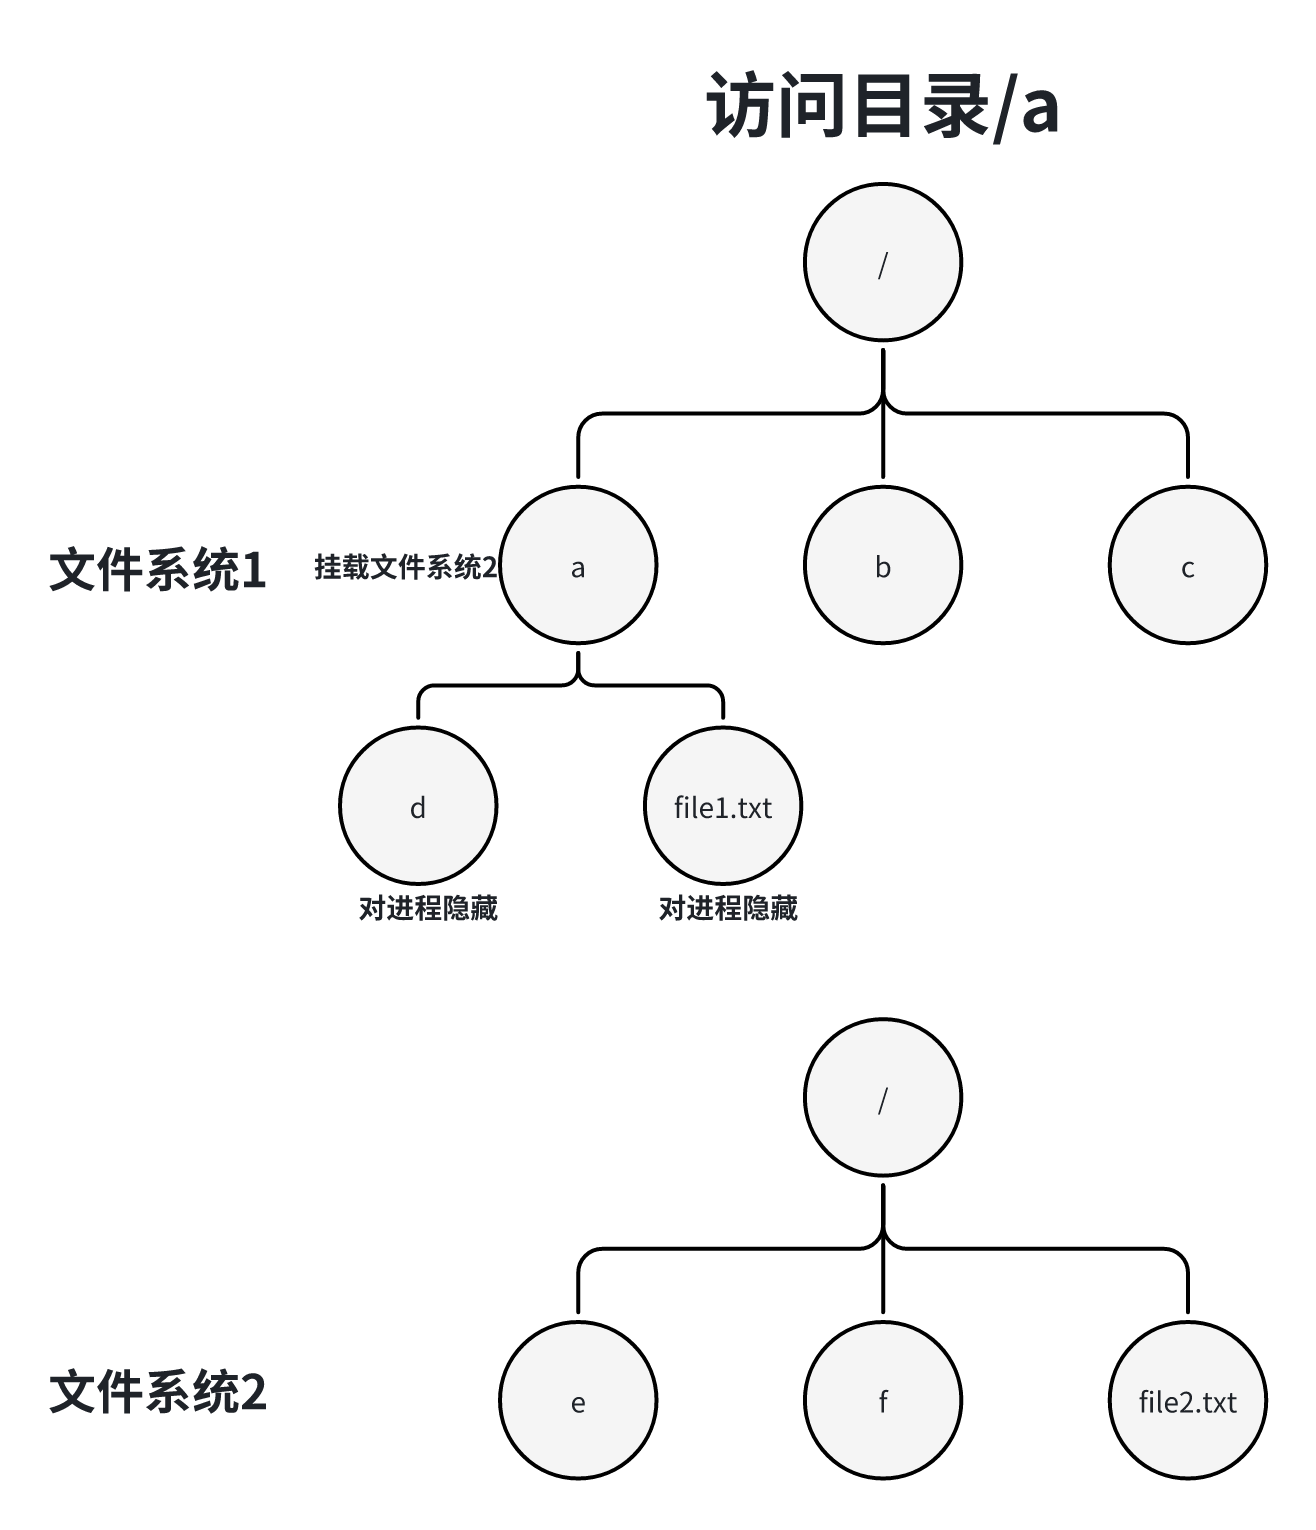 访问目录/a
/
文件系统1
挂载文件系统2
a
b
c
d
file1.txt
对进程隐藏
对进程隐藏
/
文件系统2
e
f
file2.txt